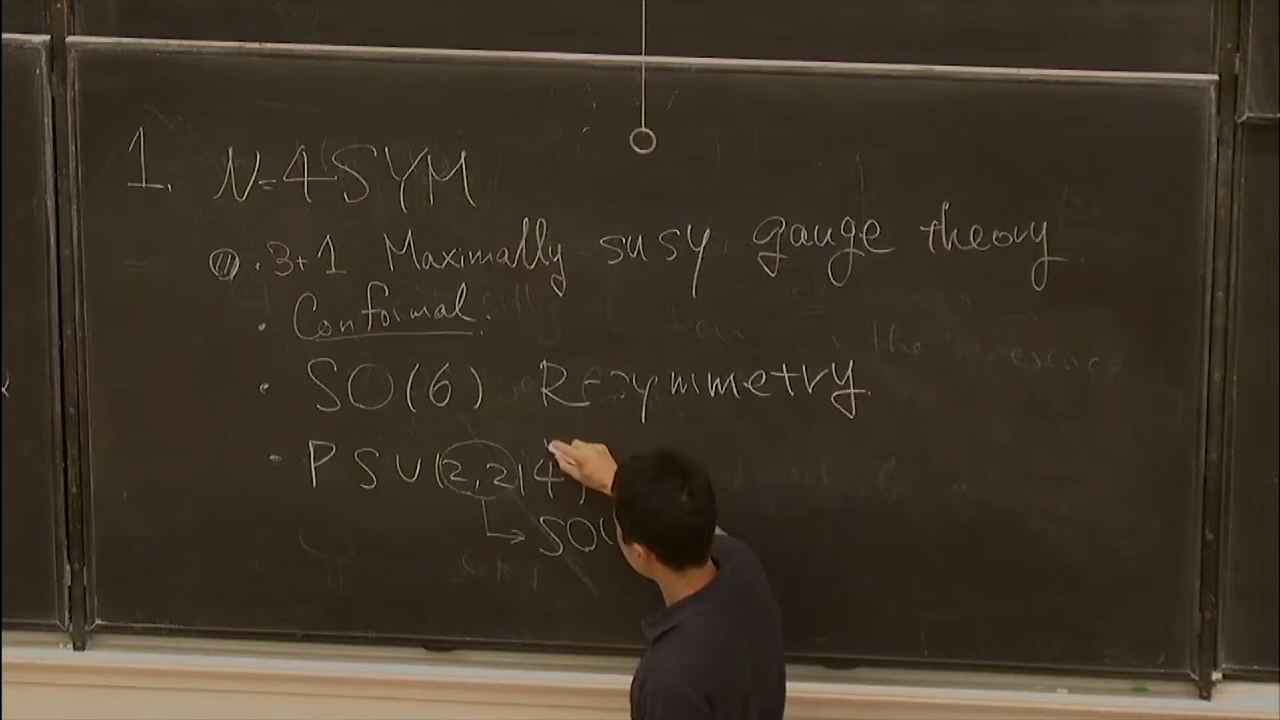 1. N=4 SYM
· 3+1 Maximally susy gauge theory
· Conformal.
· SO(6) R-symmetry
· PSU(2,2|4)
↳ SO(